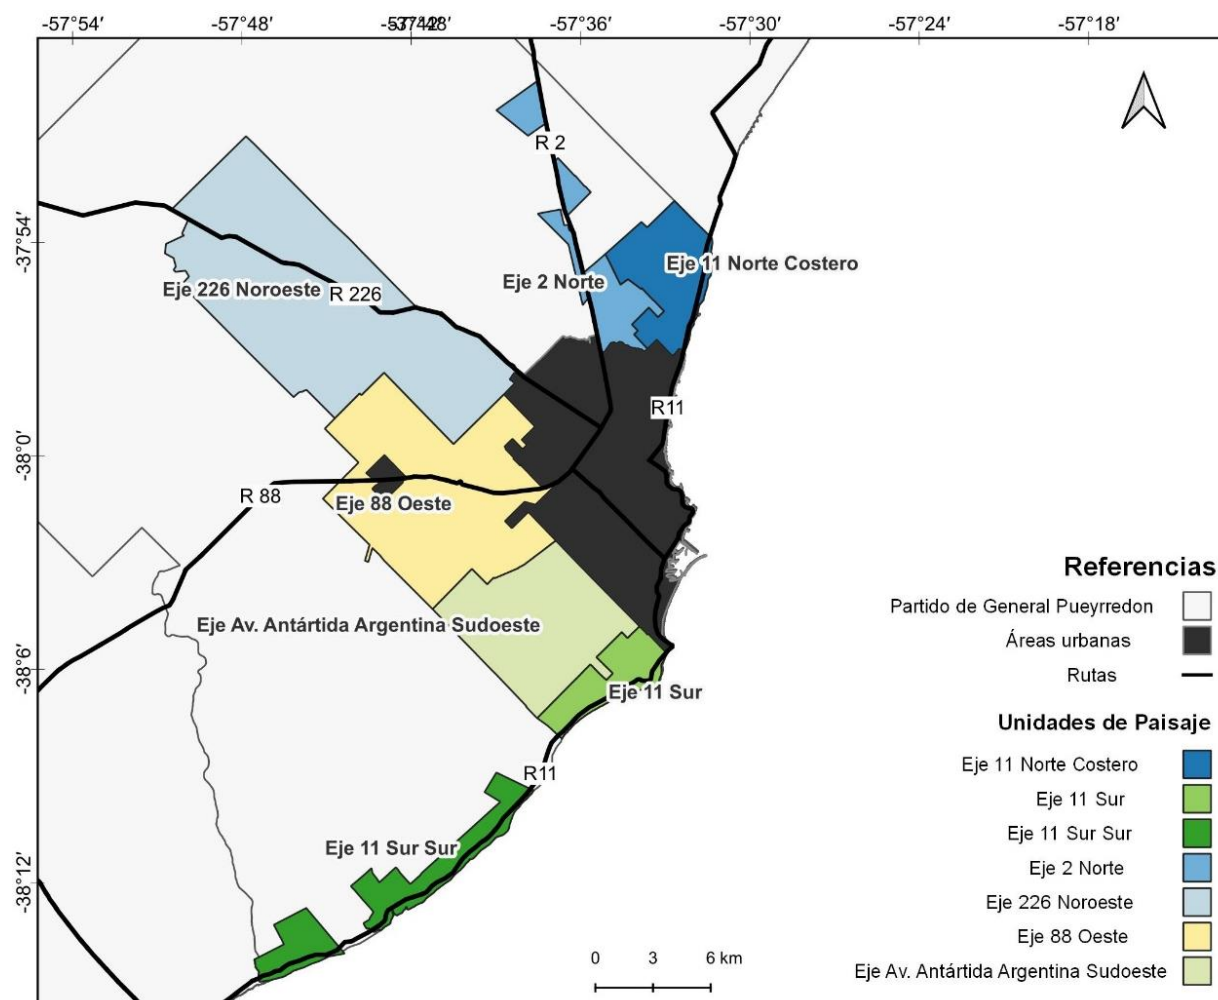 -57°54′
-57°48′
-57°42′
-57°36′
-57°30′
-57°24′
-57°18′
R 2
-37°54′
Eje 11 Norte Costero
Eje 2 Norte
Eje 226 Noroeste
R 226
R11
-38°0′
R 88
Eje 88 Oeste
Referencias
Partido de General Pueyrredon
Eje Av. Antártida Argentina Sudoeste
Áreas urbanas
-38°6′
Rutas
Eje 11 Sur
Unidades de Paisaje
Eje 11 Norte Costero
R11
Eje 11 Sur
Eje 11 Sur Sur
Eje 11 Sur Sur
Eje 2 Norte
-38°12′
Eje 226 Noroeste
Eje 88 Oeste
0 3 6 km
Eje Av. Antártida Argentina Sudoeste